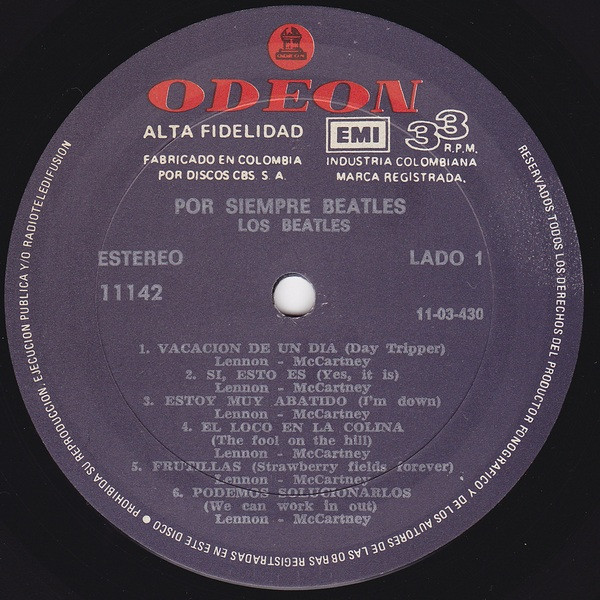 ODEON
ODEON
ALTA FIDELIDAD
EMI
33
R.P.M.
FABRICADO EN COLOMBIA
POR DISCOS CBS S.A.
INDUSTRIA COLOMBIANA
MARCA REGISTRADA.
POR SIEMPRE BEATLES
LOS BEATLES
ESTEREO
LADO 1
11142
11-03-430
1. VACACION DE UN DIA (Day Tripper)
Lennon - McCartney
2. SI, ESTO ES (Yes, it is)
Lennon - McCartney
3. ESTOY MUY ABATIDO (I'm down)
Lennon - McCartney
4. EL LOCO EN LA COLINA
(The fool on the hill)
Lennon - McCartney
5. FRUTILLAS (Strawberry fields forever)
Lennon - McCartney
6. PODEMOS SOLUCIONARLOS
(We can work in out)
Lennon - McCartney
RESERVADOS TODOS LOS DERECHOS DEL PRODUCTOR FONOGRAFICO Y DE LOS AUTORES DE LAS OBRAS REGISTRADAS EN ESTE DISCO ● PROHIBIDA SU REPRODUCCION, EJECUCION PUBLICA Y/O RADIOTELEDIFUSION